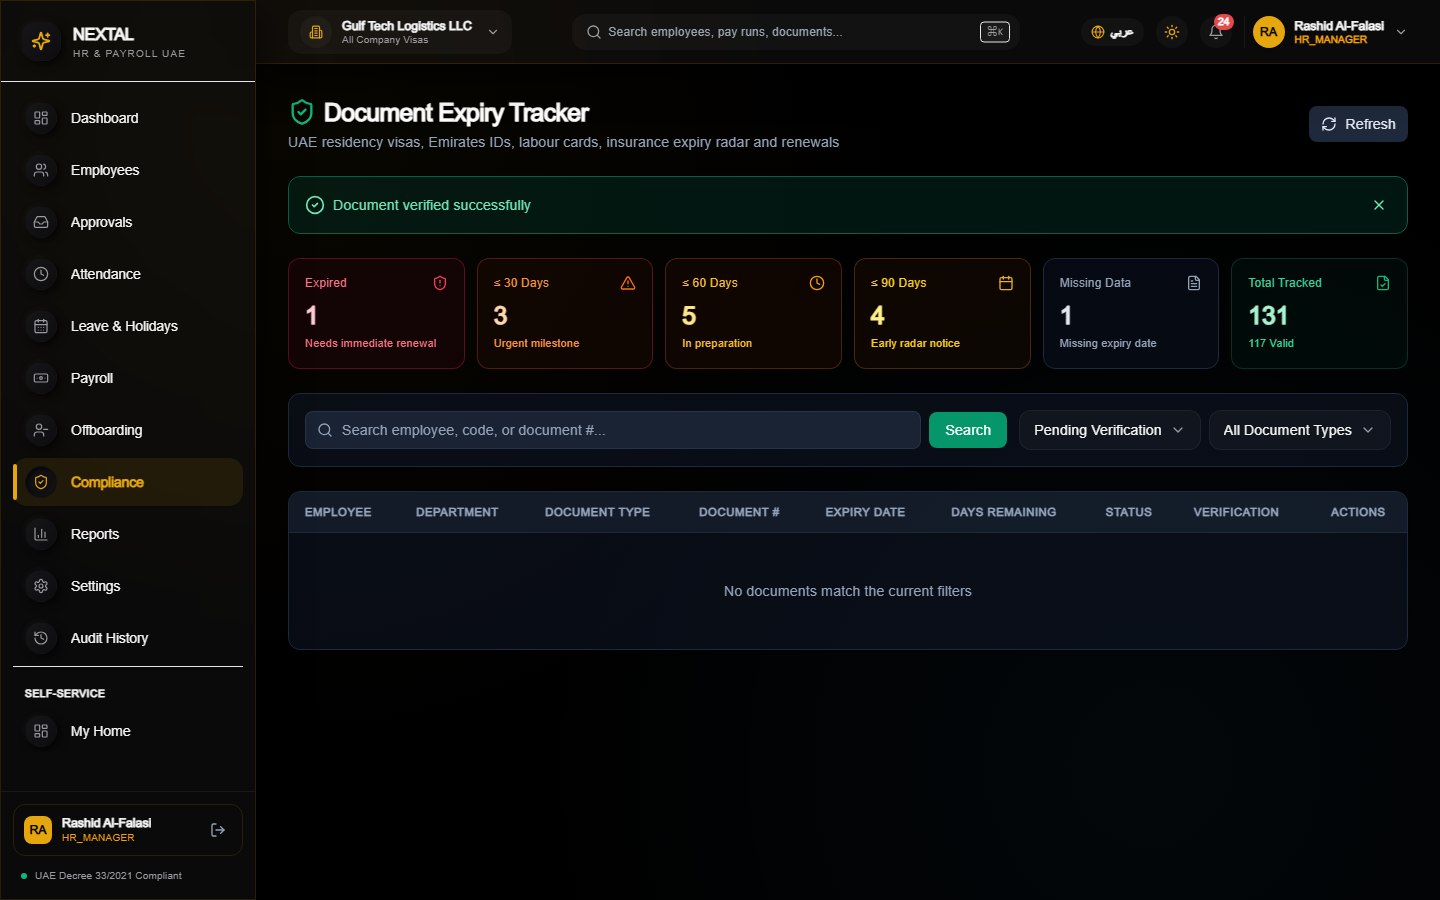 NEXTAL
HR & PAYROLL UAE
Gulf Tech Logistics LLC
All Company Visas
Search employees, pay runs, documents...
⌘K
عربي
24
RA
Rashid Al-Falasi
HR_MANAGER
Dashboard
Employees
Approvals
Attendance
Leave & Holidays
Payroll
Offboarding
Compliance
Reports
Settings
Audit History
SELF-SERVICE
My Home
RA
Rashid Al-Falasi
HR_MANAGER
UAE Decree 33/2021 Compliant
Document Expiry Tracker
UAE residency visas, Emirates IDs, labour cards, insurance expiry radar and renewals
Refresh
Document verified successfully
Expired
1
Needs immediate renewal
≤ 30 Days
3
Urgent milestone
≤ 60 Days
5
In preparation
≤ 90 Days
4
Early radar notice
Missing Data
1
Missing expiry date
Total Tracked
131
117 Valid
Search employee, code, or document #...
Search
Pending Verification
All Document Types
EMPLOYEE DEPARTMENT DOCUMENT TYPE DOCUMENT # EXPIRY DATE DAYS REMAINING STATUS VERIFICATION ACTIONS
No documents match the current filters